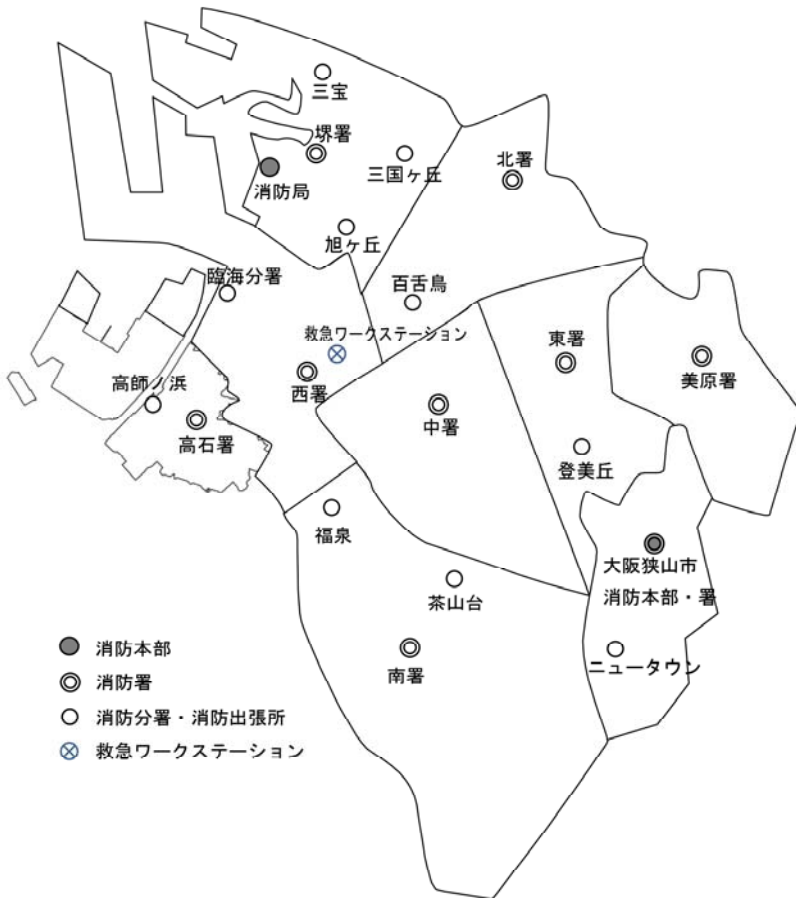 三宝
堺署
三国ヶ丘
北署
消防局
旭ヶ丘
臨海分署
百舌鳥
救急ワークステーション
東署
美原署
西署
高師ノ浜
高石署
中署
登美丘
福泉
大阪狭山市
消防本部・署
茶山台
南署
ニュータウン
消防本部
消防署
消防分署・消防出張所
救急ワークステーション